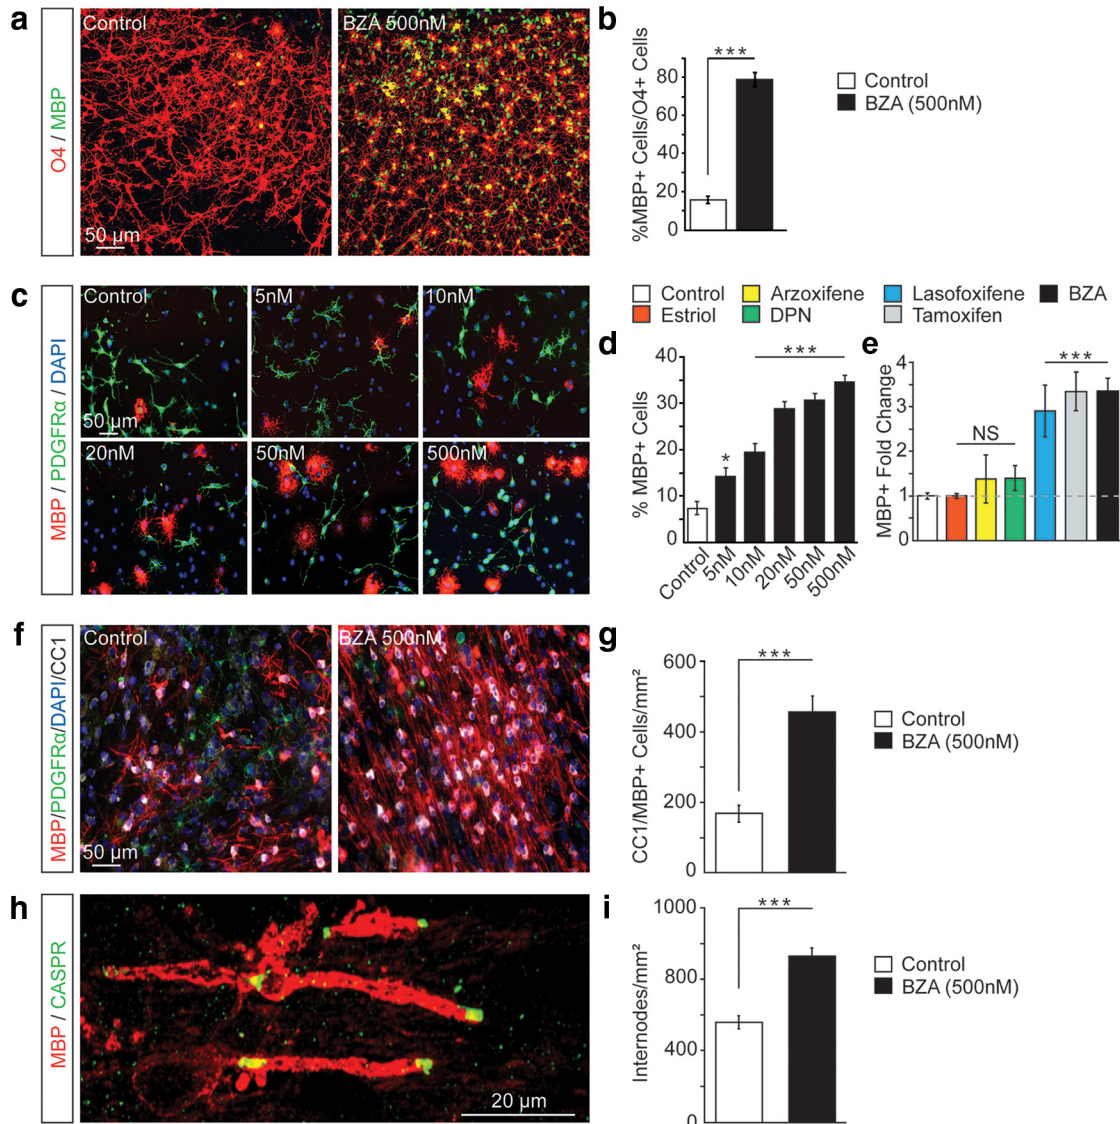 a
O4 / MBP
Control
50 µm
BZA 500nM
b
%MBP+ Cells/O4+ Cells
80
60
40
20
0
***
Control
BZA (500nM)
c
MBP / PDGFRα / DAPI
Control
50 µm
5nM
10nM
20nM
50nM
500nM
Control
Estriol
Arzoxifene
DPN
Lasofoxifene
Tamoxifen
BZA
d
% MBP+ Cells
40
30
20
10
0
*
***
Control
5nM
10nM
20nM
50nM
500nM
e
MBP+ Fold Change
4
3
2
1
0
NS
***
f
MBP/PDGFRα/DAPI/CC1
Control
50 µm
BZA 500nM
g
CC1/MBP+ Cells/mm²
600
400
200
0
***
Control
BZA (500nM)
h
MBP / CASPR
20 µm
i
Internodes/mm²
1000
800
400
0
***
Control
BZA (500nM)